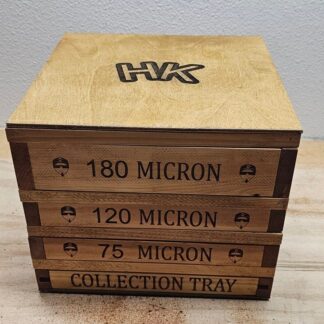 HK
180 MICRON
120 MICRON
75 MICRON
COLLECTION TRAY